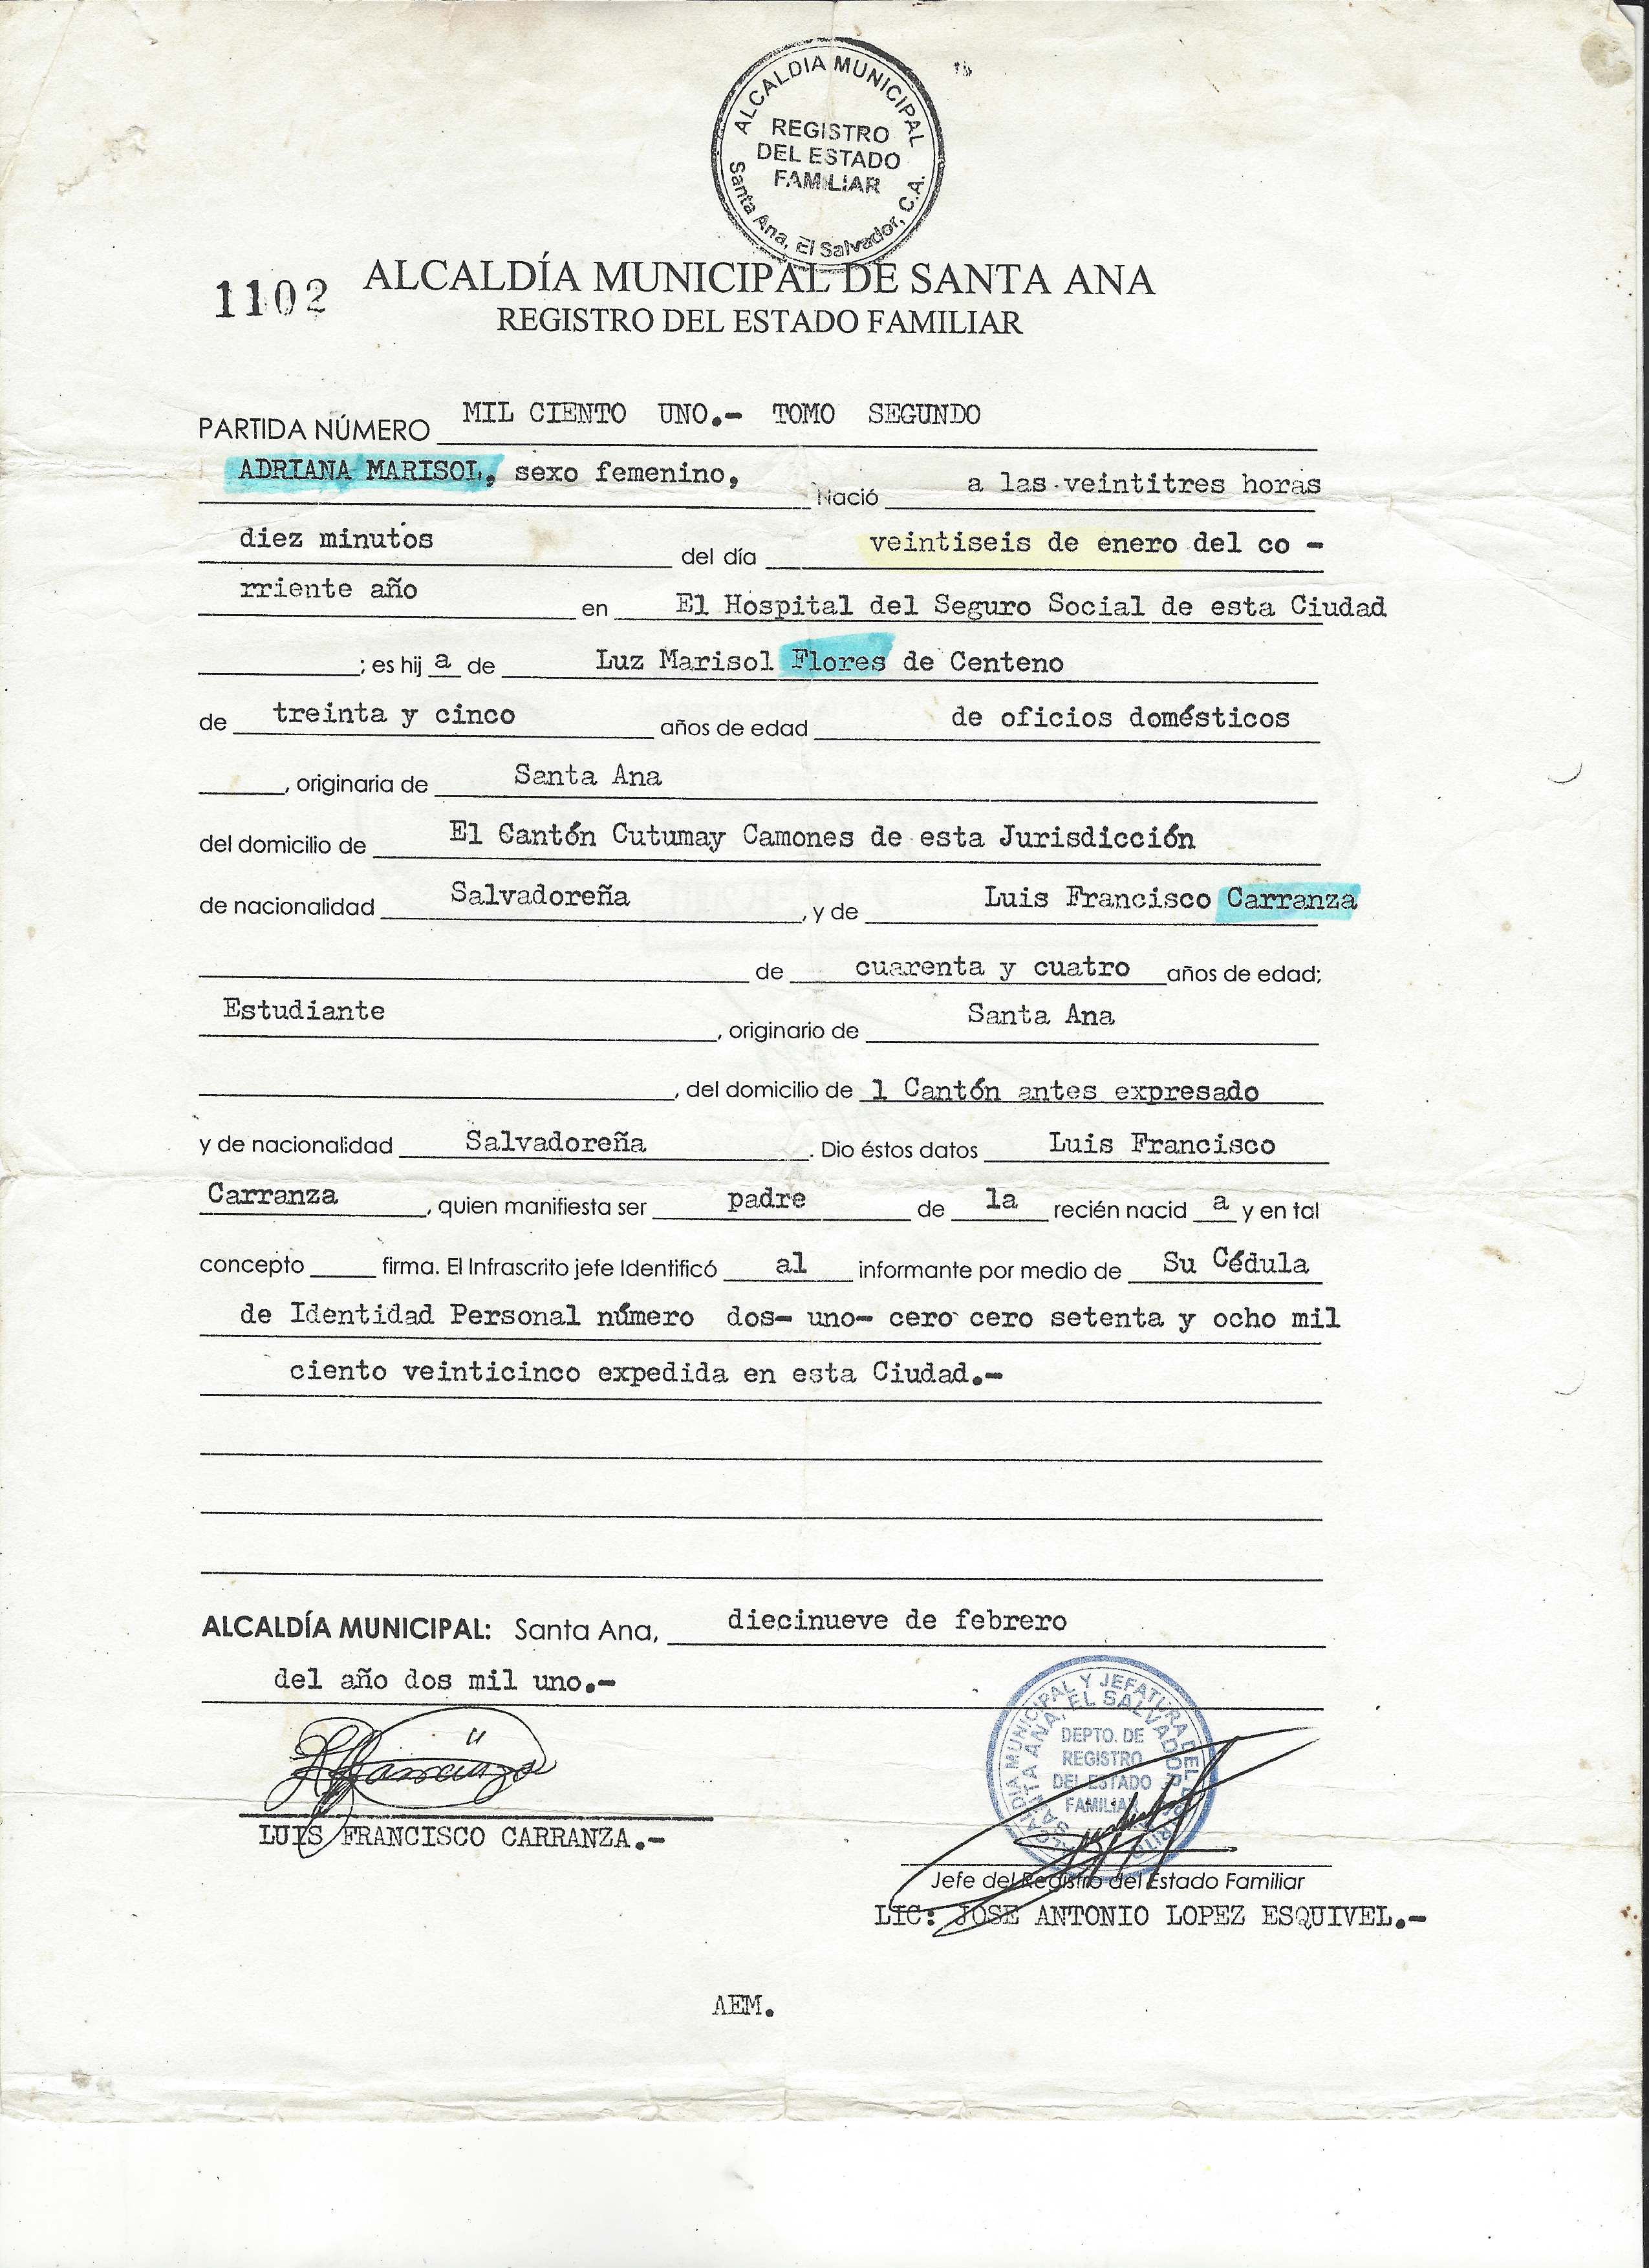 ALCALDIA MUNICIPAL
REGISTRO
DEL ESTADO
FAMILIAR
Santa Ana, El Salvador, C.A.
1102 ALCALDÍA MUNICIPAL DE SANTA ANA
REGISTRO DEL ESTADO FAMILIAR
PARTIDA NÚMERO MIL CIENTO UNO.- TOMO SEGUNDO
ADRIANA MARISOL, sexo femenino, Nació a las veintitres horas
diez minutos del día veintiseis de enero del co -
rriente año en El Hospital del Seguro Social de esta Ciudad
; es hij a de Luz Marisol Flores de Centeno
de treinta y cinco años de edad de oficios domésticos
, originaria de Santa Ana
del domicilio de El Cantón Cutumay Camones de esta Jurisdicción
de nacionalidad Salvadoreña , y de Luis Francisco Carranza
de cuarenta y cuatro años de edad;
Estudiante , originario de Santa Ana
, del domicilio de l Cantón antes expresado
y de nacionalidad Salvadoreña . Dio éstos datos Luis Francisco
Carranza , quien manifiesta ser padre de la recién nacid a y en tal
concepto firma. El Infrascrito jefe Identificó al informante por medio de Su Cédula
de Identidad Personal número dos- uno- cero cero setenta y ocho mil
ciento veinticinco expedida en esta Ciudad.-
ALCALDÍA MUNICIPAL: Santa Ana, diecinueve de febrero
del año dos mil uno.-
SANTA ANA, EL SALVADOR
DEPTO. DE
REGISTRO
DEL ESTADO
FAMILIAR
LUIS FRANCISCO CARRANZA.-
Jefe del Registro del Estado Familiar
LIC: JOSE ANTONIO LOPEZ ESQUIVEL.-
AEM.